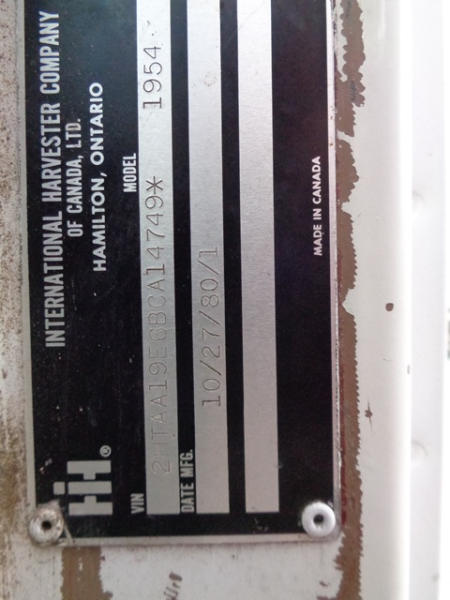 IH®
INTERNATIONAL HARVESTER COMPANY
OF CANADA, LTD.
HAMILTON, ONTARIO
MODEL
VIN 2HTAA19E6BCA14749* 1954
DATE MFG. 10/27/80/1
MADE IN CANADA